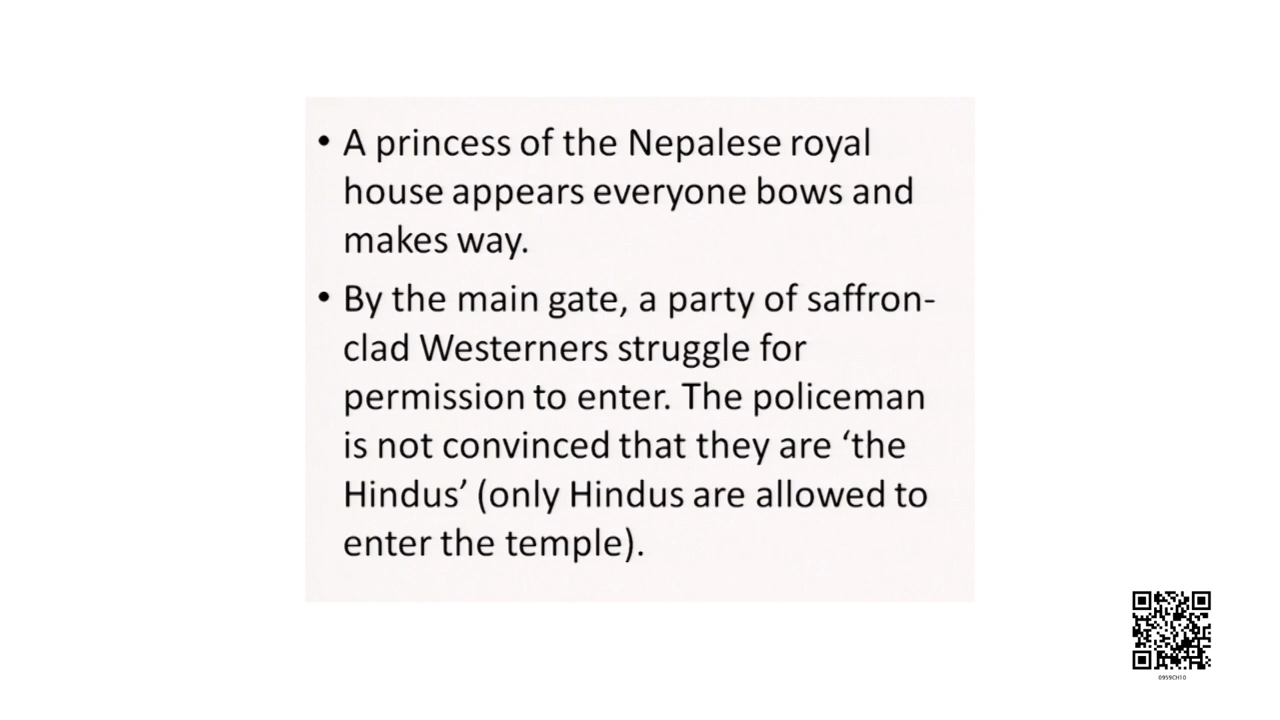 • A princess of the Nepalese royal
house appears everyone bows and
makes way.
• By the main gate, a party of saffron-
clad Westerners struggle for
permission to enter. The policeman
is not convinced that they are ‘the
Hindus’ (only Hindus are allowed to
enter the temple).
0959CH10